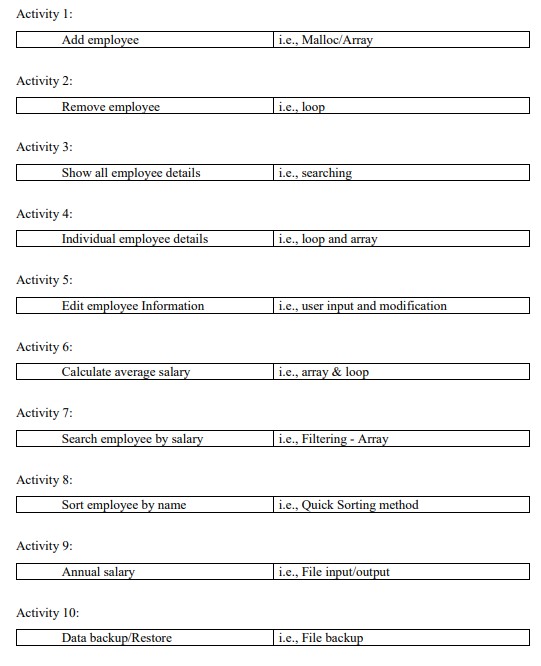 Activity 1:
Add employee i.e., Malloc/Array
Activity 2:
Remove employee i.e., loop
Activity 3:
Show all employee details i.e., searching
Activity 4:
Individual employee details i.e., loop and array
Activity 5:
Edit employee Information i.e., user input and modification
Activity 6:
Calculate average salary i.e., array & loop
Activity 7:
Search employee by salary i.e., Filtering - Array
Activity 8:
Sort employee by name i.e., Quick Sorting method
Activity 9:
Annual salary i.e., File input/output
Activity 10:
Data backup/Restore i.e., File backup